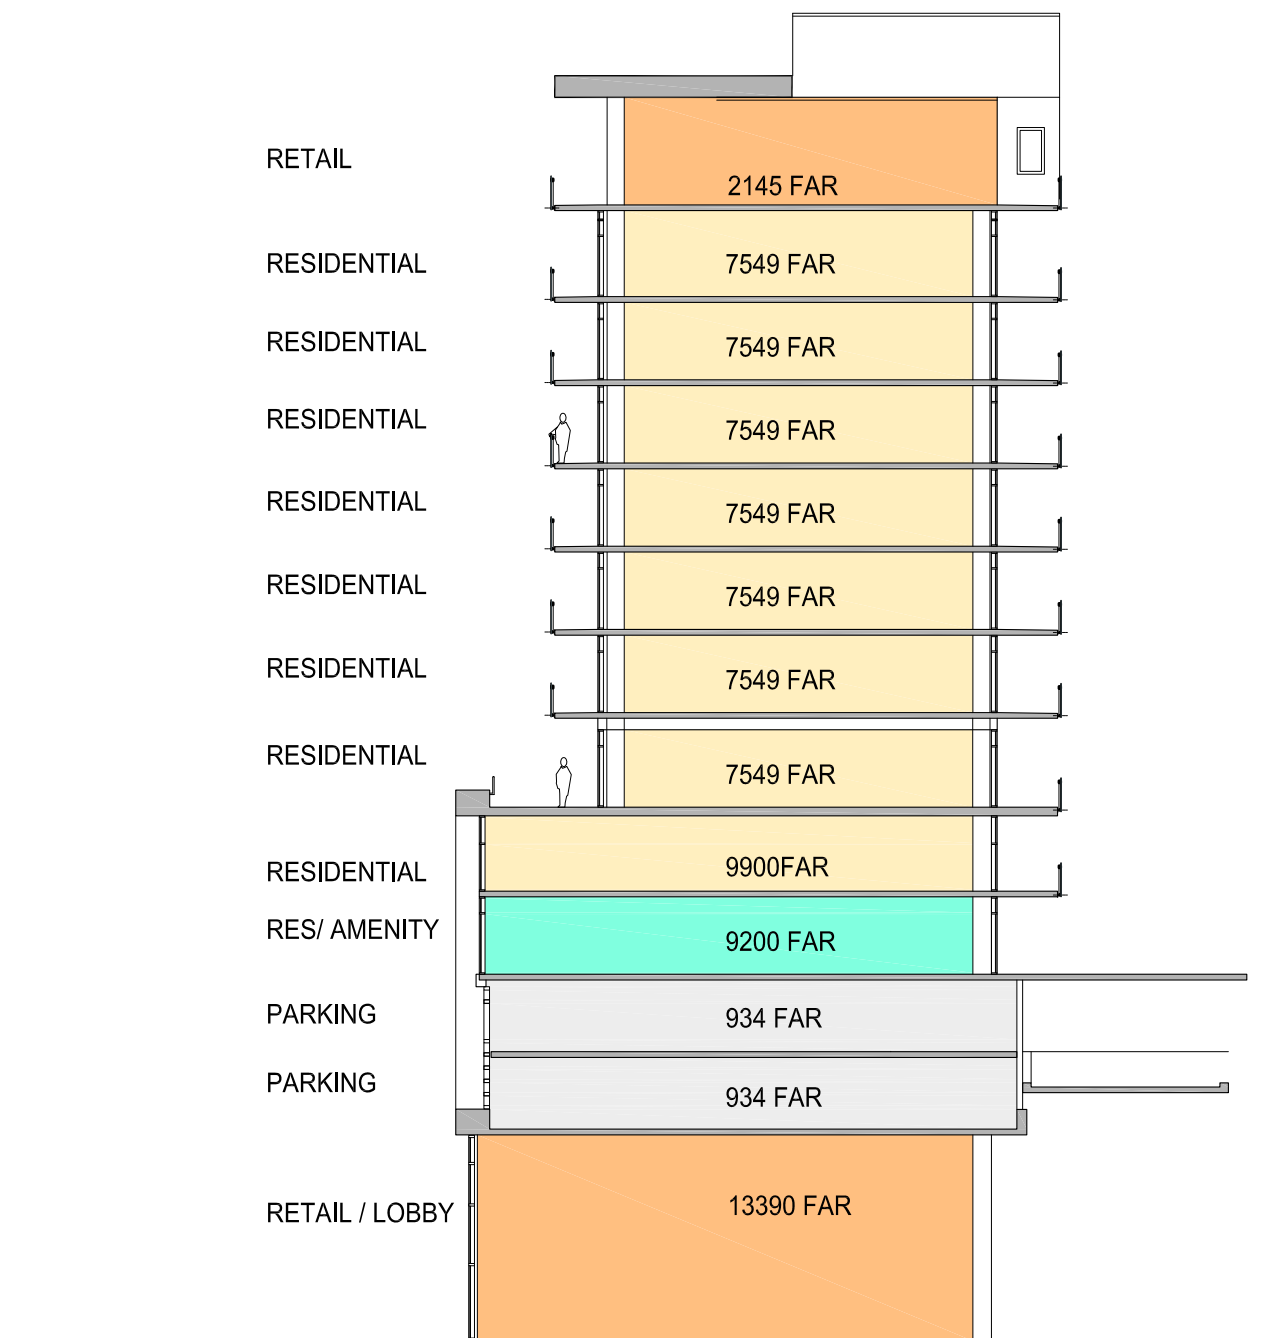 RETAIL 2145 FAR
RESIDENTIAL 7549 FAR
RESIDENTIAL 7549 FAR
RESIDENTIAL 7549 FAR
RESIDENTIAL 7549 FAR
RESIDENTIAL 7549 FAR
RESIDENTIAL 7549 FAR
RESIDENTIAL 7549 FAR
RESIDENTIAL 9900FAR
RES/ AMENITY 9200 FAR
PARKING 934 FAR
PARKING 934 FAR
RETAIL / LOBBY 13390 FAR